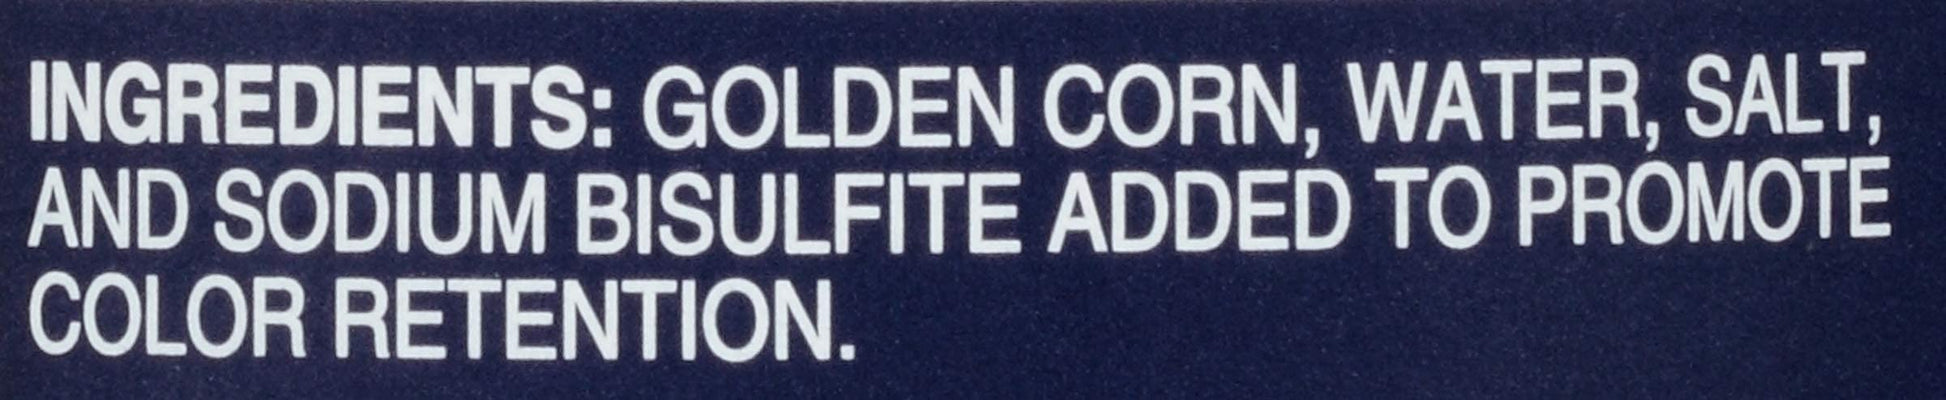 INGREDIENTS: GOLDEN CORN, WATER, SALT,
AND SODIUM BISULFITE ADDED TO PROMOTE
COLOR RETENTION.